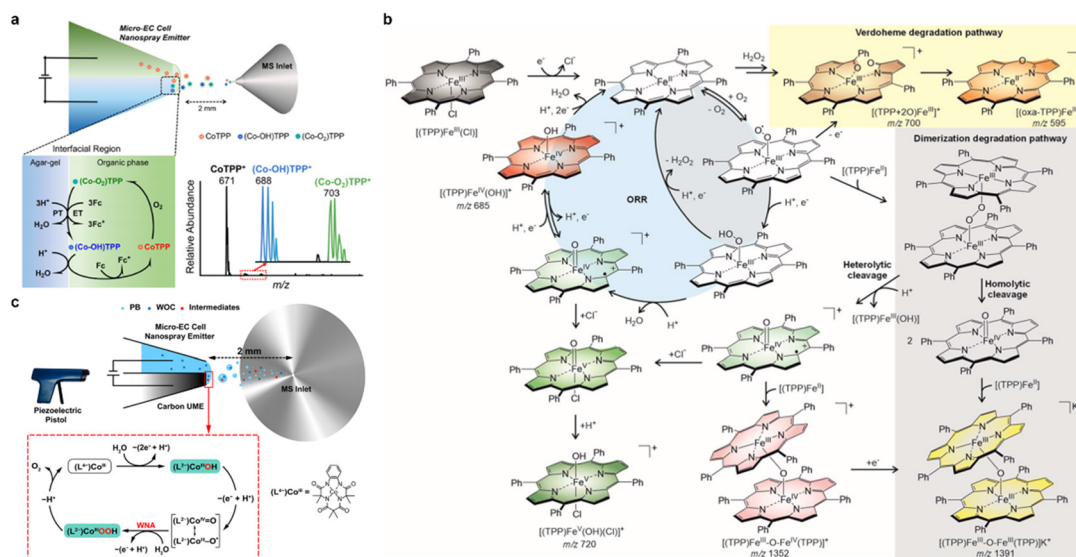 a
Micro-EC Cell
Nanospray Emitter
MS Inlet
2 mm
CoTPP (Co-OH)TPP (Co-O₂)TPP
Interfacial Region
Agar-gel Organic phase
(Co-O₂)TPP
3H⁺ 3Fc
PT ET
H₂O 3Fc⁺
O₂
(Co-OH)TPP CoTPP
H⁺
H₂O Fc Fc⁺
Relative Abundance
CoTPP⁺ (Co-OH)TPP⁺
671 688
(Co-O₂)TPP⁺
703
m/z
c
PB WOC Intermediates
Micro-EC Cell
Nanospray Emitter
2 mm
MS Inlet
Piezoelectric
Pistol
Carbon UME
O₂
H₂O −(2e⁻ + H⁺)
(L⁴⁻)Coᴵᴵᴵ (L²⁻)CoᴵᴵᴵOH
−H⁺ −(e⁻ + H⁺)
(L²⁻)CoᴵᴵᴵOOH
WNA
−(e⁻ + H⁺) H₂O
(L²⁻)Coᴵⱽ=O
(L²⁻)Coᴵᴵᴵ−O•
(L⁴⁻)Coᴵᴵᴵ =
b
[(TPP)Feᴵᴵᴵ(Cl)]
e⁻ Cl⁻
H₂O
H⁺, 2e⁻
H₂O₂
+ O₂
- O₂
Verdoheme degradation pathway
[(TPP+2O)Feᴵᴵᴵ]⁺
m/z 700
m/z 595
- e⁻
Dimerization degradation pathway
[(TPP)Feᴵᴵ]
[(TPP)Feᴵⱽ(OH)]⁺
m/z 685
- H₂O₂
H⁺, e⁻
ORR
H⁺, e⁻
H⁺, e⁻
H⁺, e⁻
H₂O H⁺
Heterolytic
cleavage
H⁺
[(TPP)Feᴵᴵᴵ(OH)]
Homolytic
cleavage
2
+Cl⁻
+Cl⁻
+H⁺
[(TPP)Feᴵᴵ]
[(TPP)Feᴵᴵ]
+e⁻
[(TPP)Feⱽ(OH)(Cl)]⁺
m/z 720
[(TPP)Feᴵᴵᴵ-O-Feᴵⱽ(TPP)]⁺
m/z 1352
[(TPP)Feᴵᴵᴵ-O-Feᴵᴵᴵ(TPP)]K⁺
m/z 1391